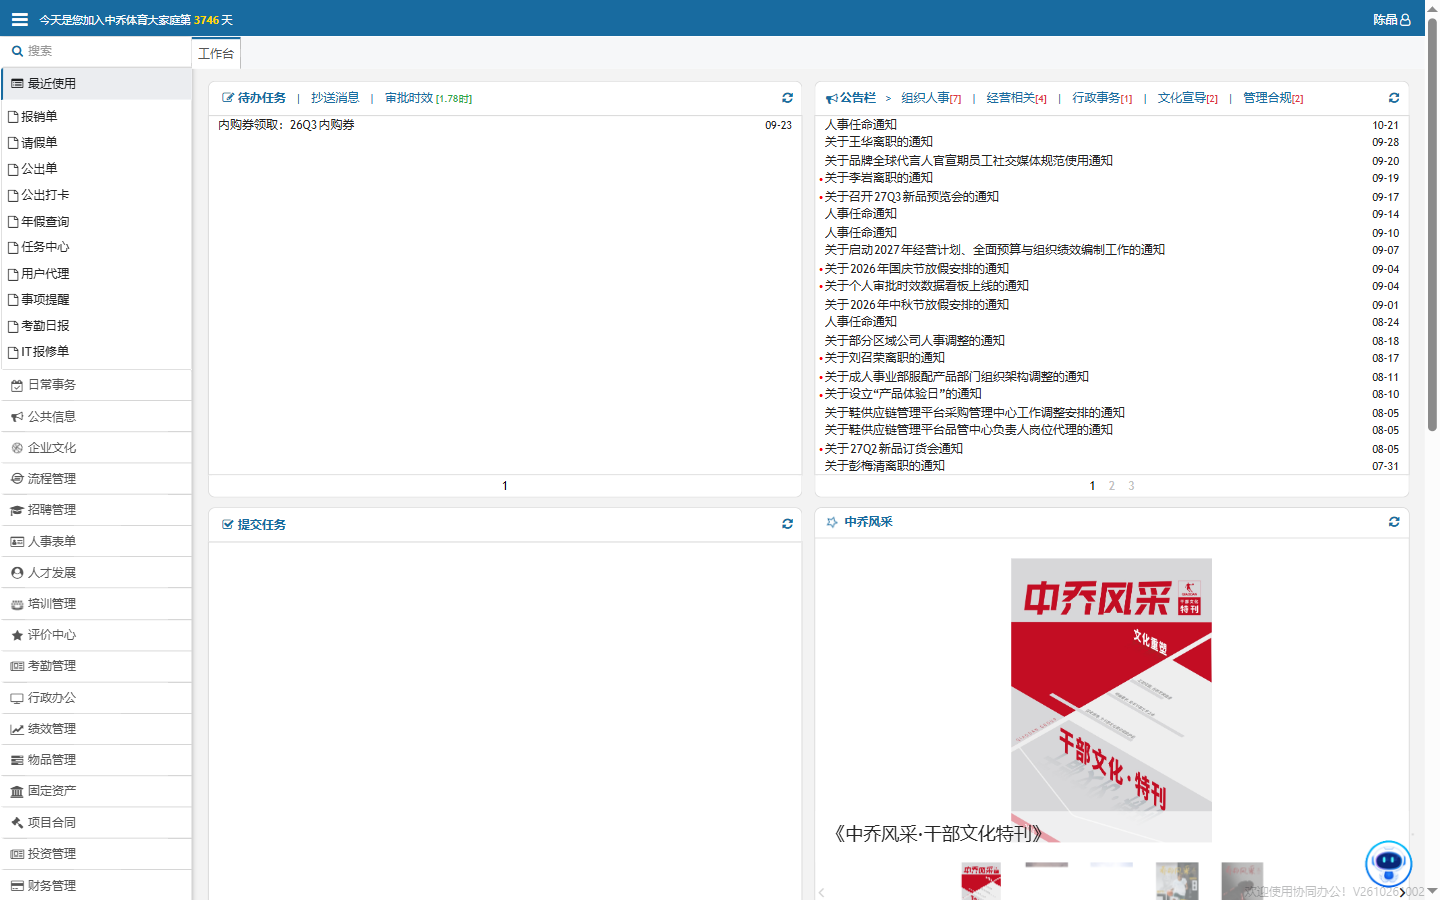 今天是您加入中乔体育大家庭第 3746 天
陈晶
搜索
工作台
最近使用
报销单
请假单
公出单
公出打卡
年假查询
任务中心
用户代理
事项提醒
考勤日报
IT报修单
日常事务
公共信息
企业文化
流程管理
招聘管理
人事表单
人才发展
培训管理
评价中心
考勤管理
行政办公
绩效管理
物品管理
固定资产
项目合同
投资管理
财务管理
待办任务 | 抄送消息 | 审批时效 [1.78时]
内购券领取：26Q3内购券 09-23
1
公告栏 > 组织人事[7] | 经营相关[4] | 行政事务[1] | 文化宣导[2] | 管理合规[2]
人事任命通知 10-21
关于王华离职的通知 09-28
关于品牌全球代言人官宣期员工社交媒体规范使用通知 09-20
关于李岩离职的通知 09-19
关于召开27Q3新品预览会的通知 09-17
人事任命通知 09-14
人事任命通知 09-10
关于启动2027年经营计划、全面预算与组织绩效编制工作的通知 09-07
关于2026年国庆节放假安排的通知 09-04
关于个人审批时效数据看板上线的通知 09-04
关于2026年中秋节放假安排的通知 09-01
人事任命通知 08-24
关于部分区域公司人事调整的通知 08-18
关于刘召荣离职的通知 08-17
关于成人事业部服配产品部门组织架构调整的通知 08-11
关于设立“产品体验日”的通知 08-10
关于鞋供应链管理平台采购管理中心工作调整安排的通知 08-05
关于鞋供应链管理平台品管中心负责人岗位代理的通知 08-05
关于27Q2新品订货会通知 08-05
关于彭梅清离职的通知 07-31
1 2 3
提交任务
中乔风采
中乔风采
干部文化
特刊
文化重塑
干部文化·特刊
《中乔风采·干部文化特刊》
欢迎使用协同办公！V2610261002